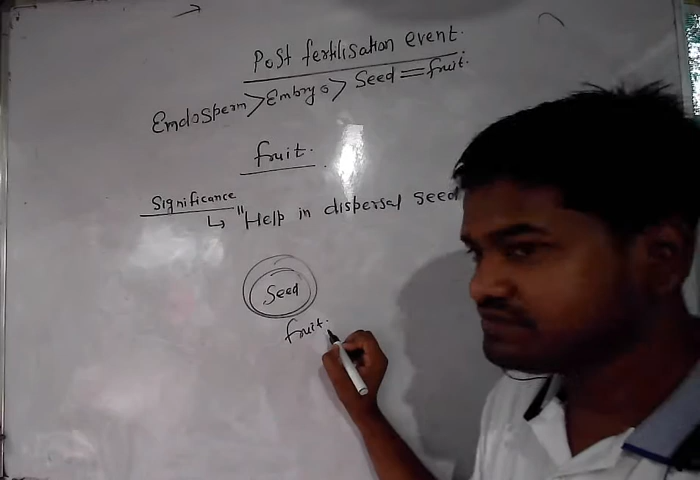 Post fertilisation event.
Endosperm > Embryo > Seed = fruit.
fruit.
Significance
↳ "Help in dispersal seed
Seed
fruit.